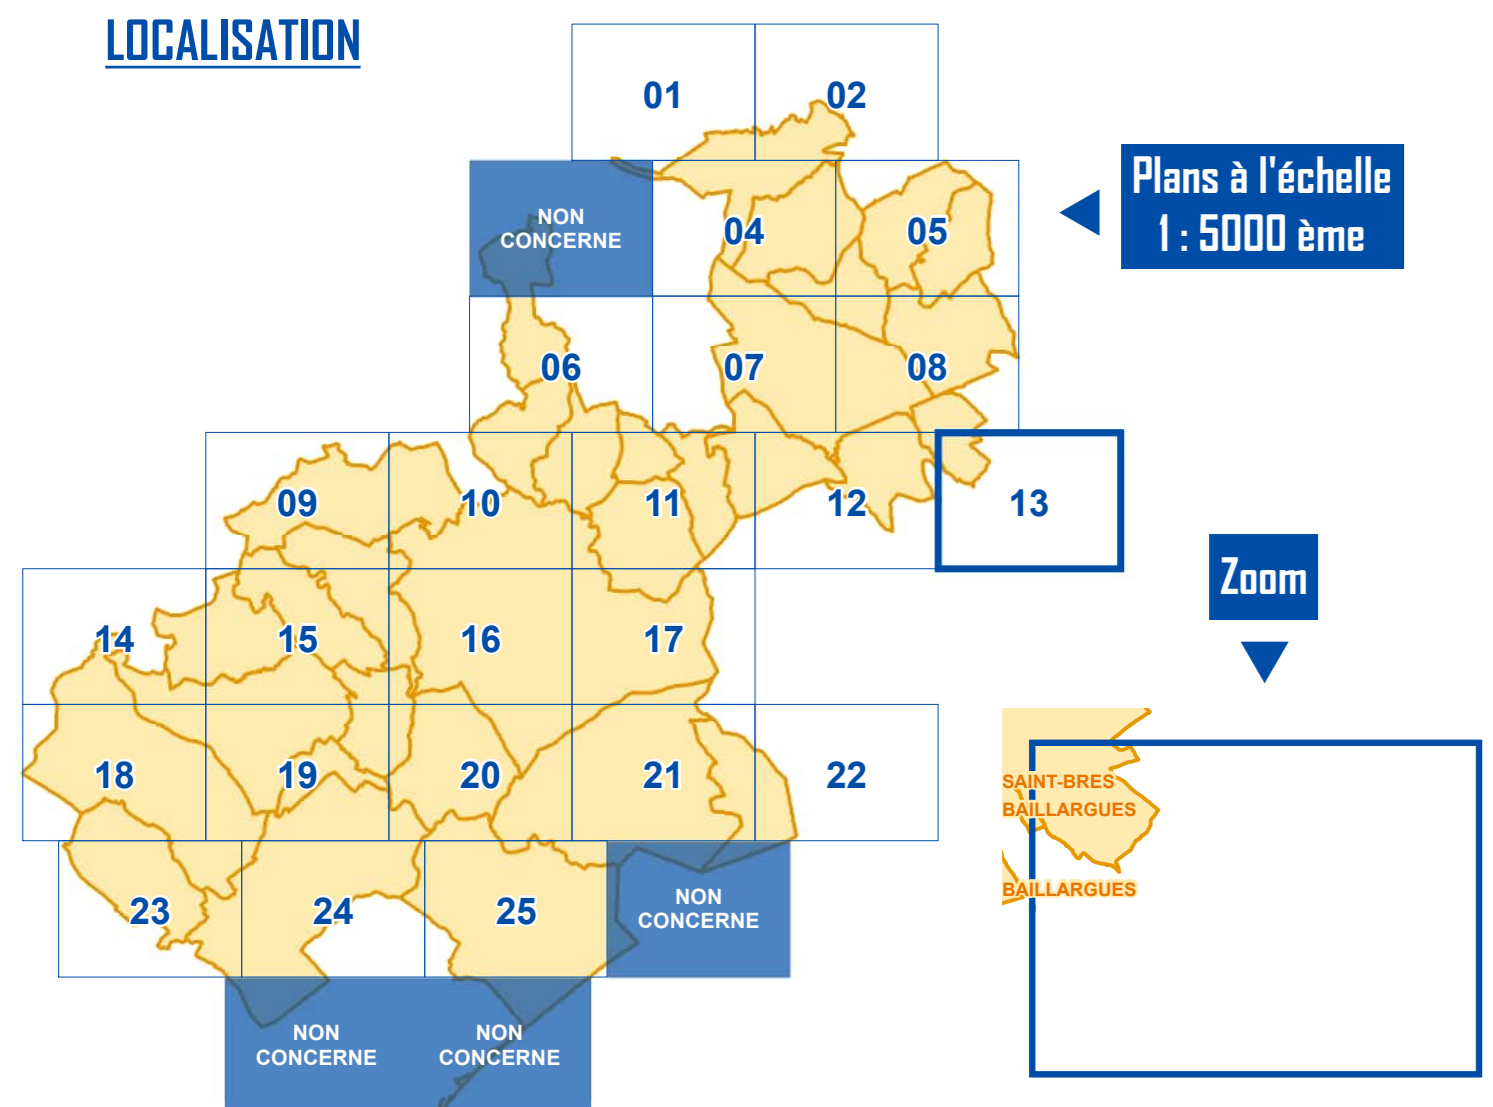 LOCALISATION
01
02
Plans à l'échelle
1 : 5000 ème
NON
CONCERNE
04
05
06
07
08
09
10
11
12
13
Zoom
14
15
16
17
18
19
20
21
22
SAINT-BRES
BAILLARGUES
BAILLARGUES
23
24
25
NON
CONCERNE
NON
CONCERNE
NON
CONCERNE